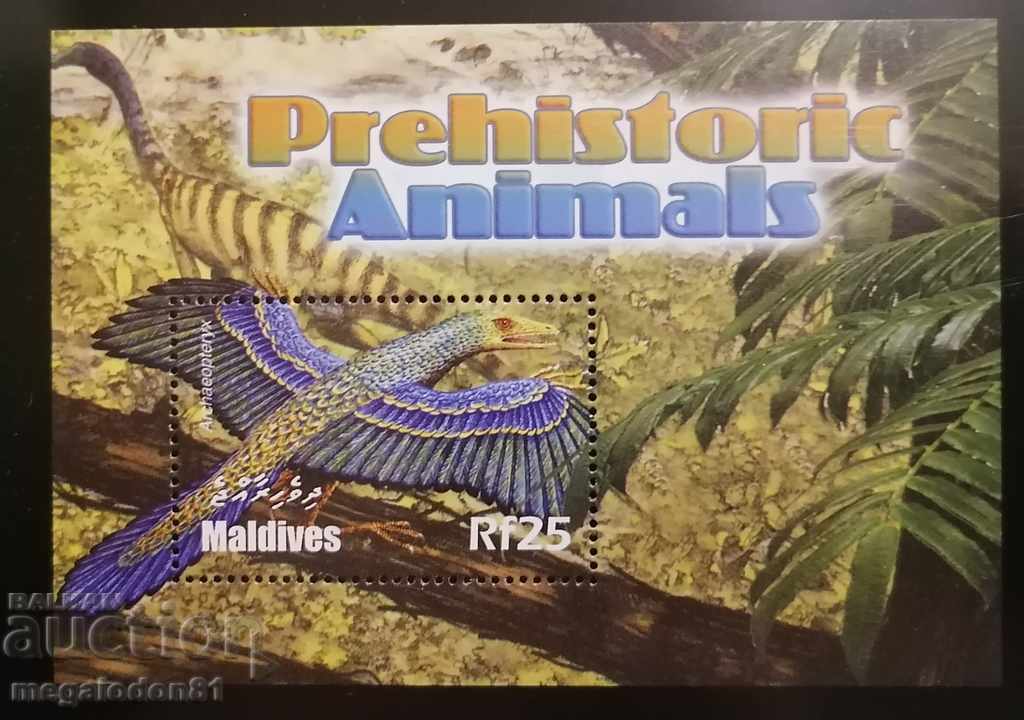 Prehistoric
Animals
Archaeopteryx
ދިވެހިރާއްޖެ
Maldives
Rf25
BALKAN
auction
megalodon81